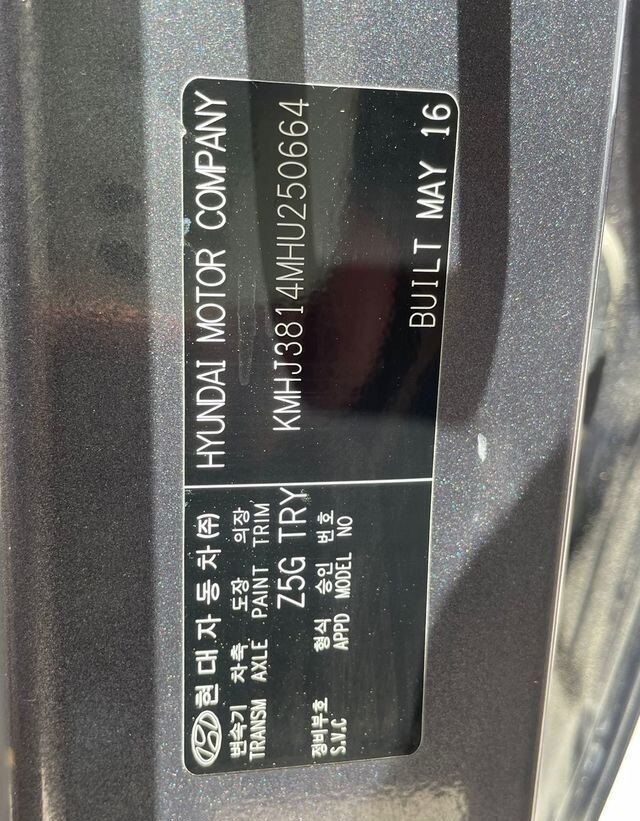 현대자동차(주)
변속기 차축 도장 의장
TRANSM AXLE PAINT TRIM
Z5G TRY
정비부호 형식 승인 번호
S.V.C APPD MODEL NO
HYUNDAI MOTOR COMPANY
KMHJ3814MHU250664
BUILT MAY 16